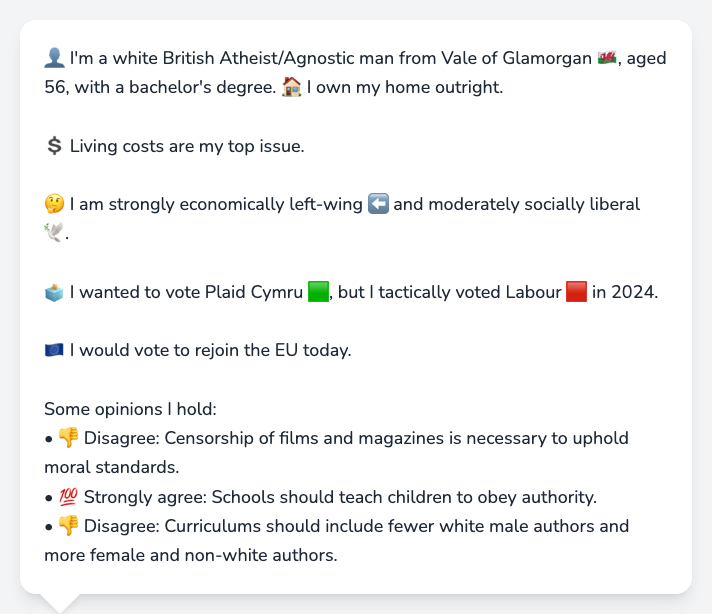 👤 I'm a white British Atheist/Agnostic man from Vale of Glamorgan 🏴󠁧󠁢󠁷󠁬󠁳󠁿, aged
56, with a bachelor's degree. 🏠 I own my home outright.
💲 Living costs are my top issue.
🤔 I am strongly economically left-wing ⬅️ and moderately socially liberal
🕊️.
🗳️ I wanted to vote Plaid Cymru 🟩, but I tactically voted Labour 🟥 in 2024.
🇪🇺 I would vote to rejoin the EU today.
Some opinions I hold:
• 👎 Disagree: Censorship of films and magazines is necessary to uphold
moral standards.
• 💯 Strongly agree: Schools should teach children to obey authority.
• 👎 Disagree: Curriculums should include fewer white male authors and
more female and non-white authors.